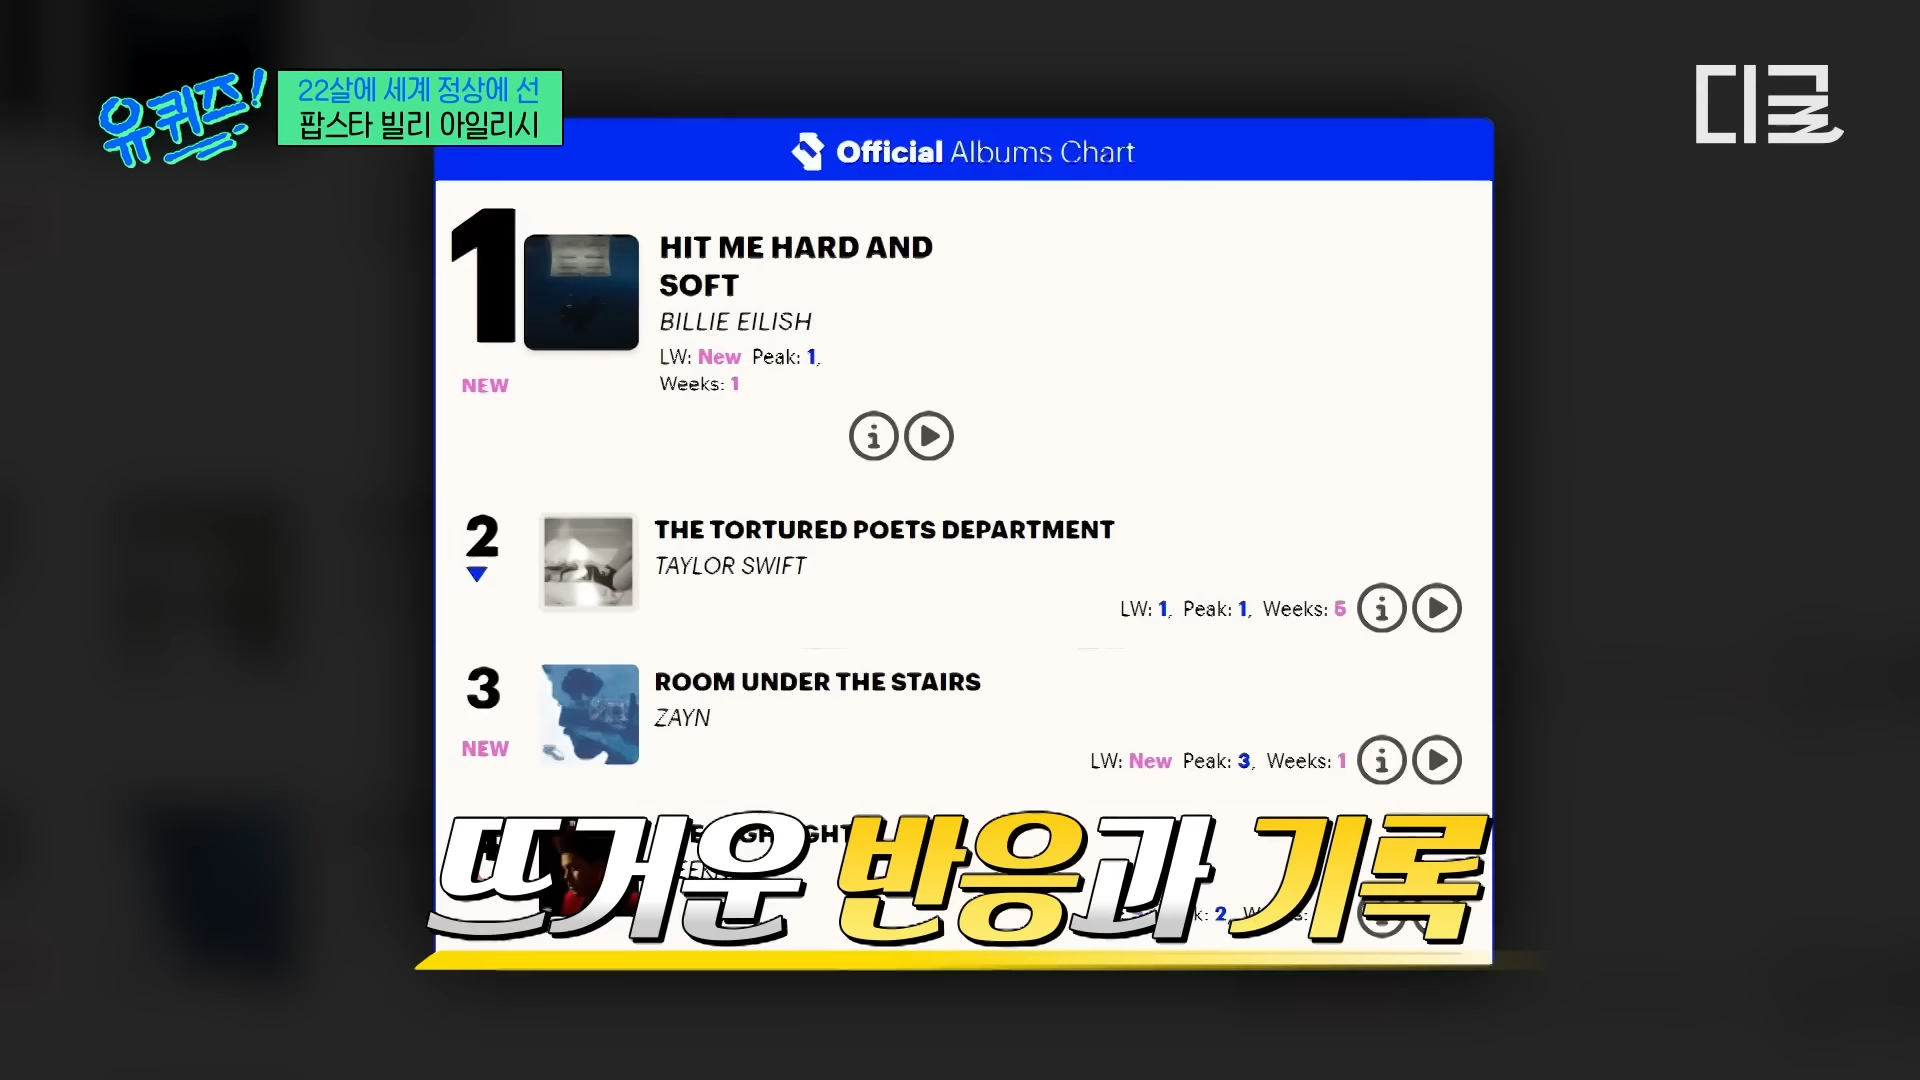 유퀴즈!
22살에 세계 정상에 선
팝스타 빌리 아일리시
디글
Official Albums Chart
1
HIT ME HARD AND
SOFT
BILLIE EILISH
LW: New Peak: 1,
Weeks: 1
NEW
2
THE TORTURED POETS DEPARTMENT
TAYLOR SWIFT
LW: 1, Peak: 1, Weeks: 5
3
ROOM UNDER THE STAIRS
ZAYN
NEW
LW: New Peak: 3, Weeks: 1
뜨거운 반응과 기록
2,